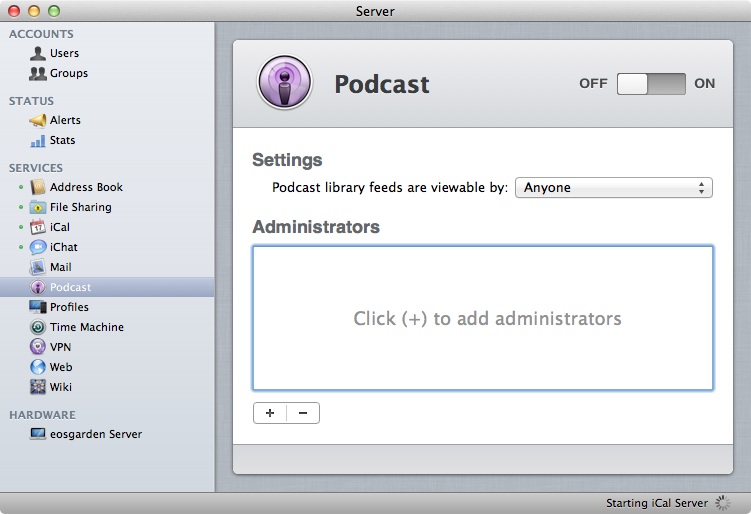 Server
ACCOUNTS
Users
Groups
STATUS
Alerts
Stats
SERVICES
Address Book
File Sharing
17
iCal
iChat
Mail
Podcast
Profiles
Time Machine
VPN
Web
Wiki
HARDWARE
eosgarden Server
Podcast
OFF ON
Settings
Podcast library feeds are viewable by: Anyone
Administrators
Click (+) to add administrators
+ −
Starting iCal Server